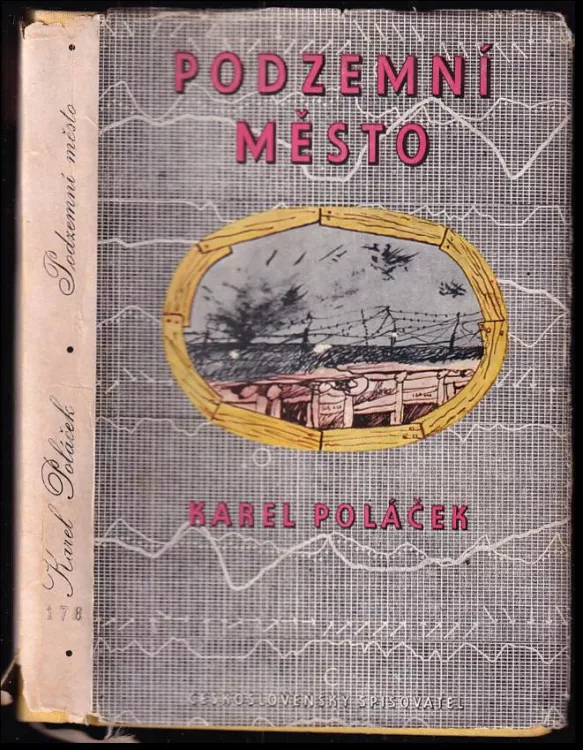 PODZEMNÍ
MĚSTO
KAREL POLÁČEK
ČESKOSLOVENSKÝ SPISOVATEL
Karel Poláček • Podzemní město
178